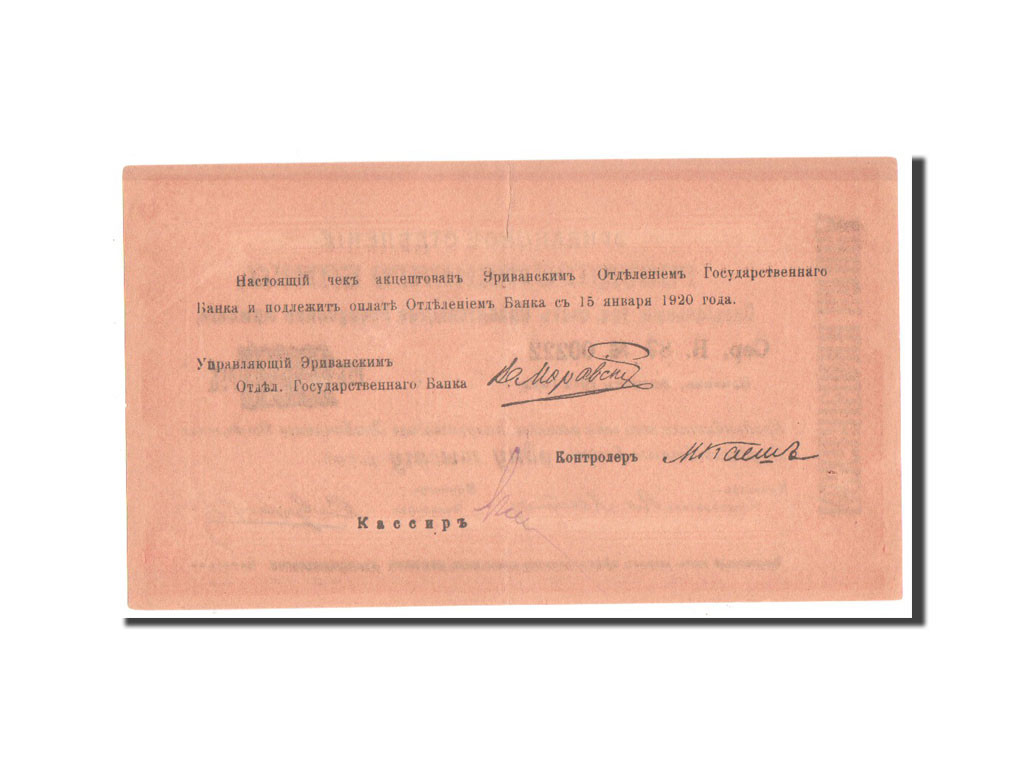 Настоящій чекъ акцептованъ Эриванскимъ Отдѣленіемъ Государственнаго
Банка и подлежитъ оплатѣ Отдѣленіемъ Банка съ 15 января 1920 года.
Управляющій Эриванскимъ
Отдѣл. Государственнаго Банка
Контролеръ
Кассиръ